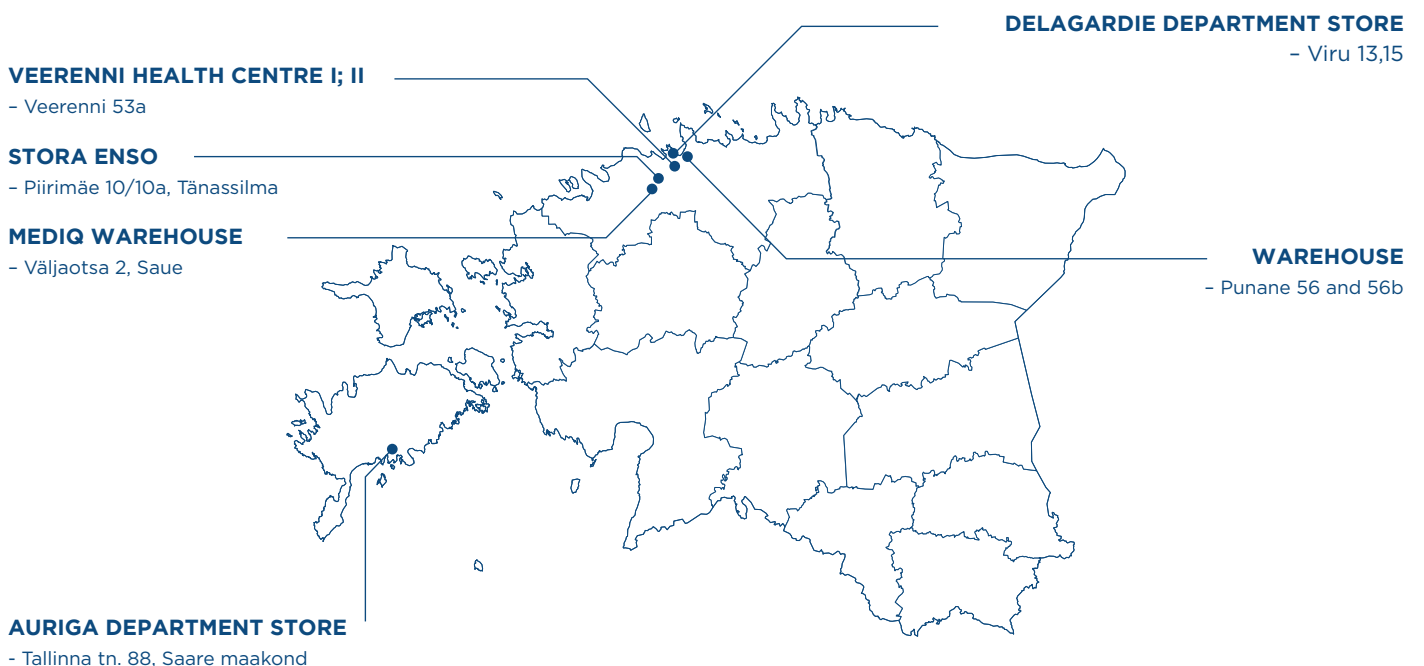 DELAGARDIE DEPARTMENT STORE
– Viru 13,15
VEERENNI HEALTH CENTRE I; II
– Veerenni 53a
STORA ENSO
– Piirimäe 10/10a, Tänassilma
MEDIQ WAREHOUSE
– Väljaotsa 2, Saue
WAREHOUSE
– Punane 56 and 56b
AURIGA DEPARTMENT STORE
- Tallinna tn. 88, Saare maakond